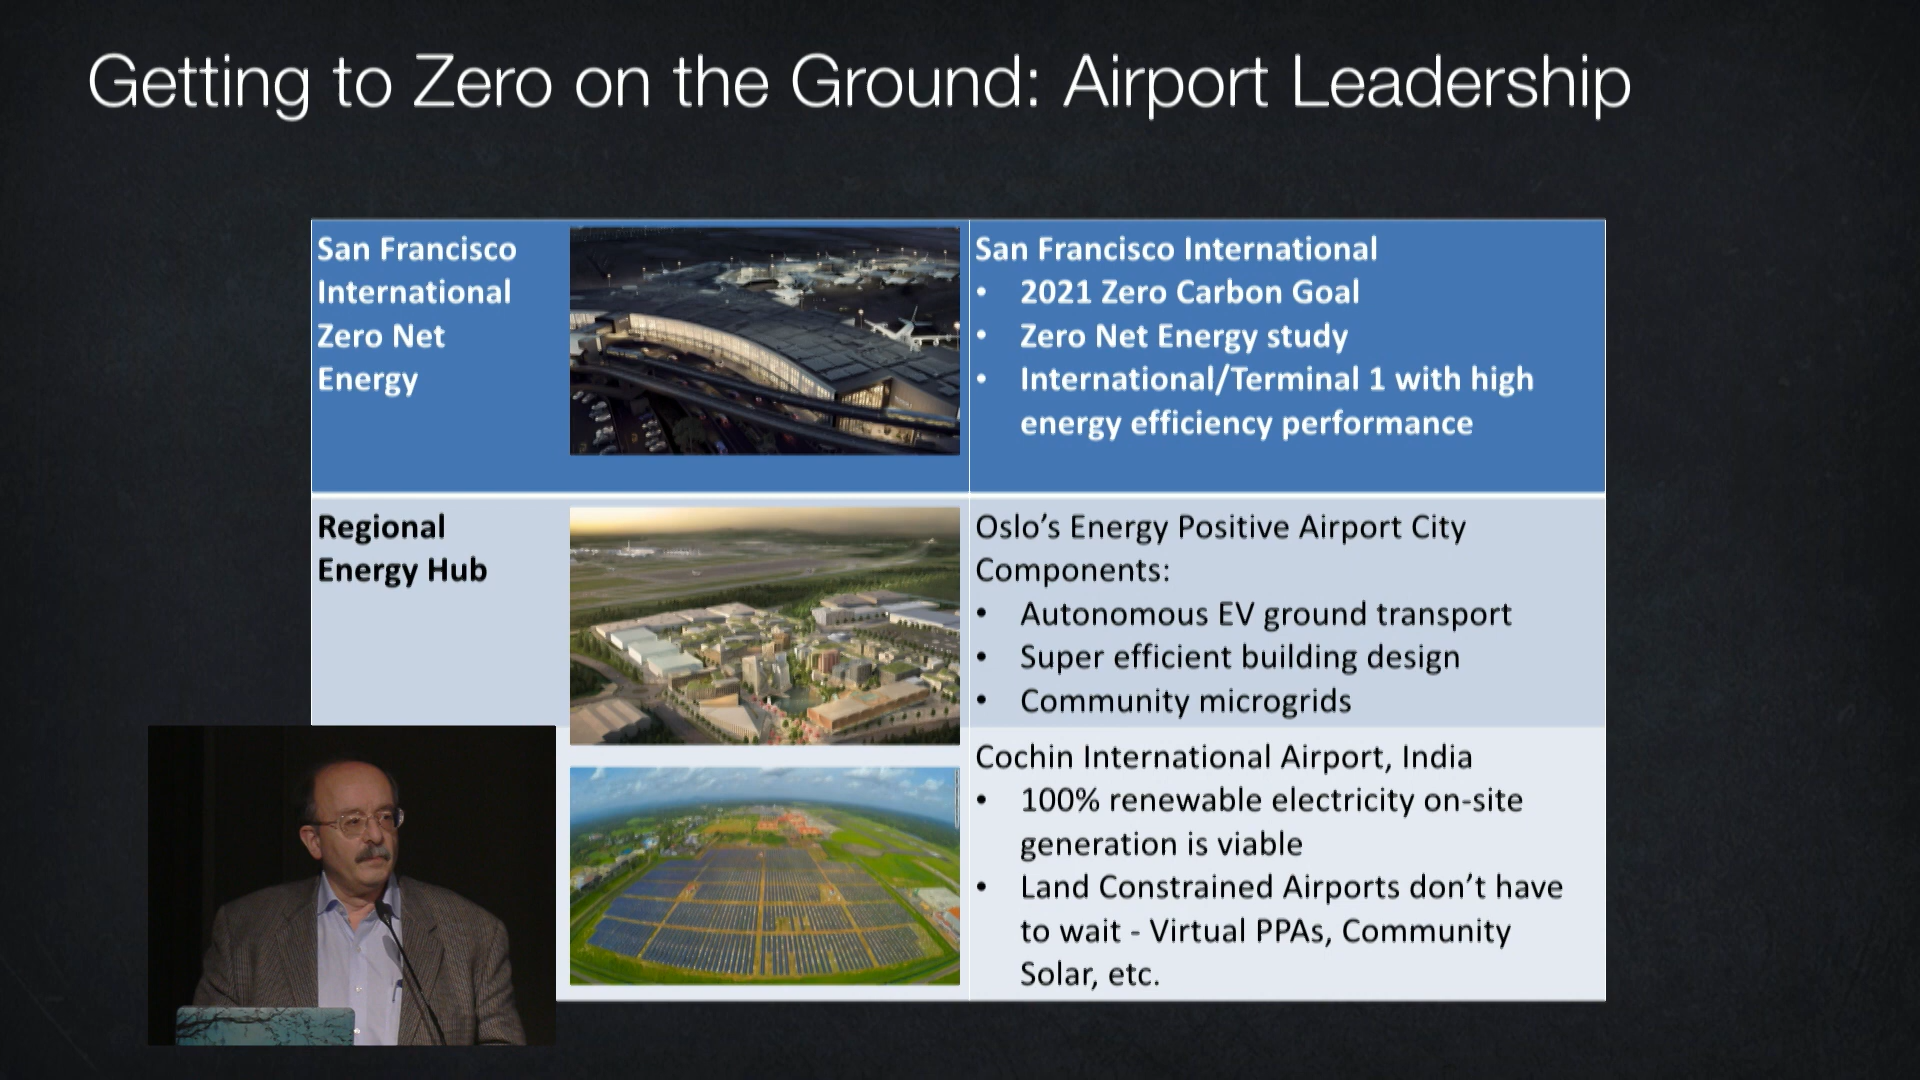 Getting to Zero on the Ground: Airport Leadership
San Francisco
International
Zero Net
Energy
San Francisco International
• 2021 Zero Carbon Goal
• Zero Net Energy study
• International/Terminal 1 with high
energy efficiency performance
Regional
Energy Hub
Oslo’s Energy Positive Airport City
Components:
• Autonomous EV ground transport
• Super efficient building design
• Community microgrids
Cochin International Airport, India
• 100% renewable electricity on-site
generation is viable
• Land Constrained Airports don’t have
to wait - Virtual PPAs, Community
Solar, etc.